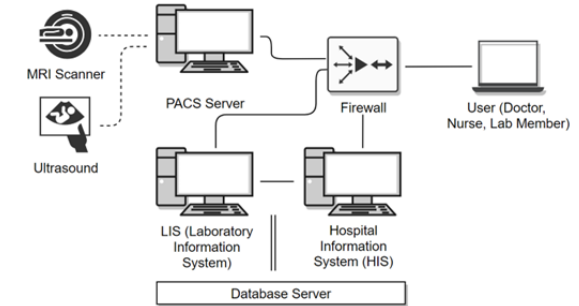 MRI Scanner
PACS Server
Firewall
User (Doctor,
Nurse, Lab Member)
Ultrasound
LIS (Laboratory
Information
System)
Hospital
Information
System (HIS)
Database Server